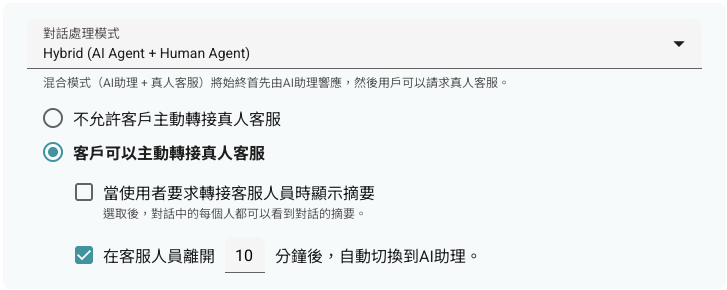 對話處理模式
Hybrid (AI Agent + Human Agent)
混合模式（AI助理 + 真人客服）將始終首先由AI助理響應，然後用戶可以請求真人客服。
不允許客戶主動轉接真人客服
客戶可以主動轉接真人客服
當使用者要求轉接客服人員時顯示摘要
選取後，對話中的每個人都可以看到對話的摘要。
在客服人員離開 10 分鐘後，自動切換到AI助理。